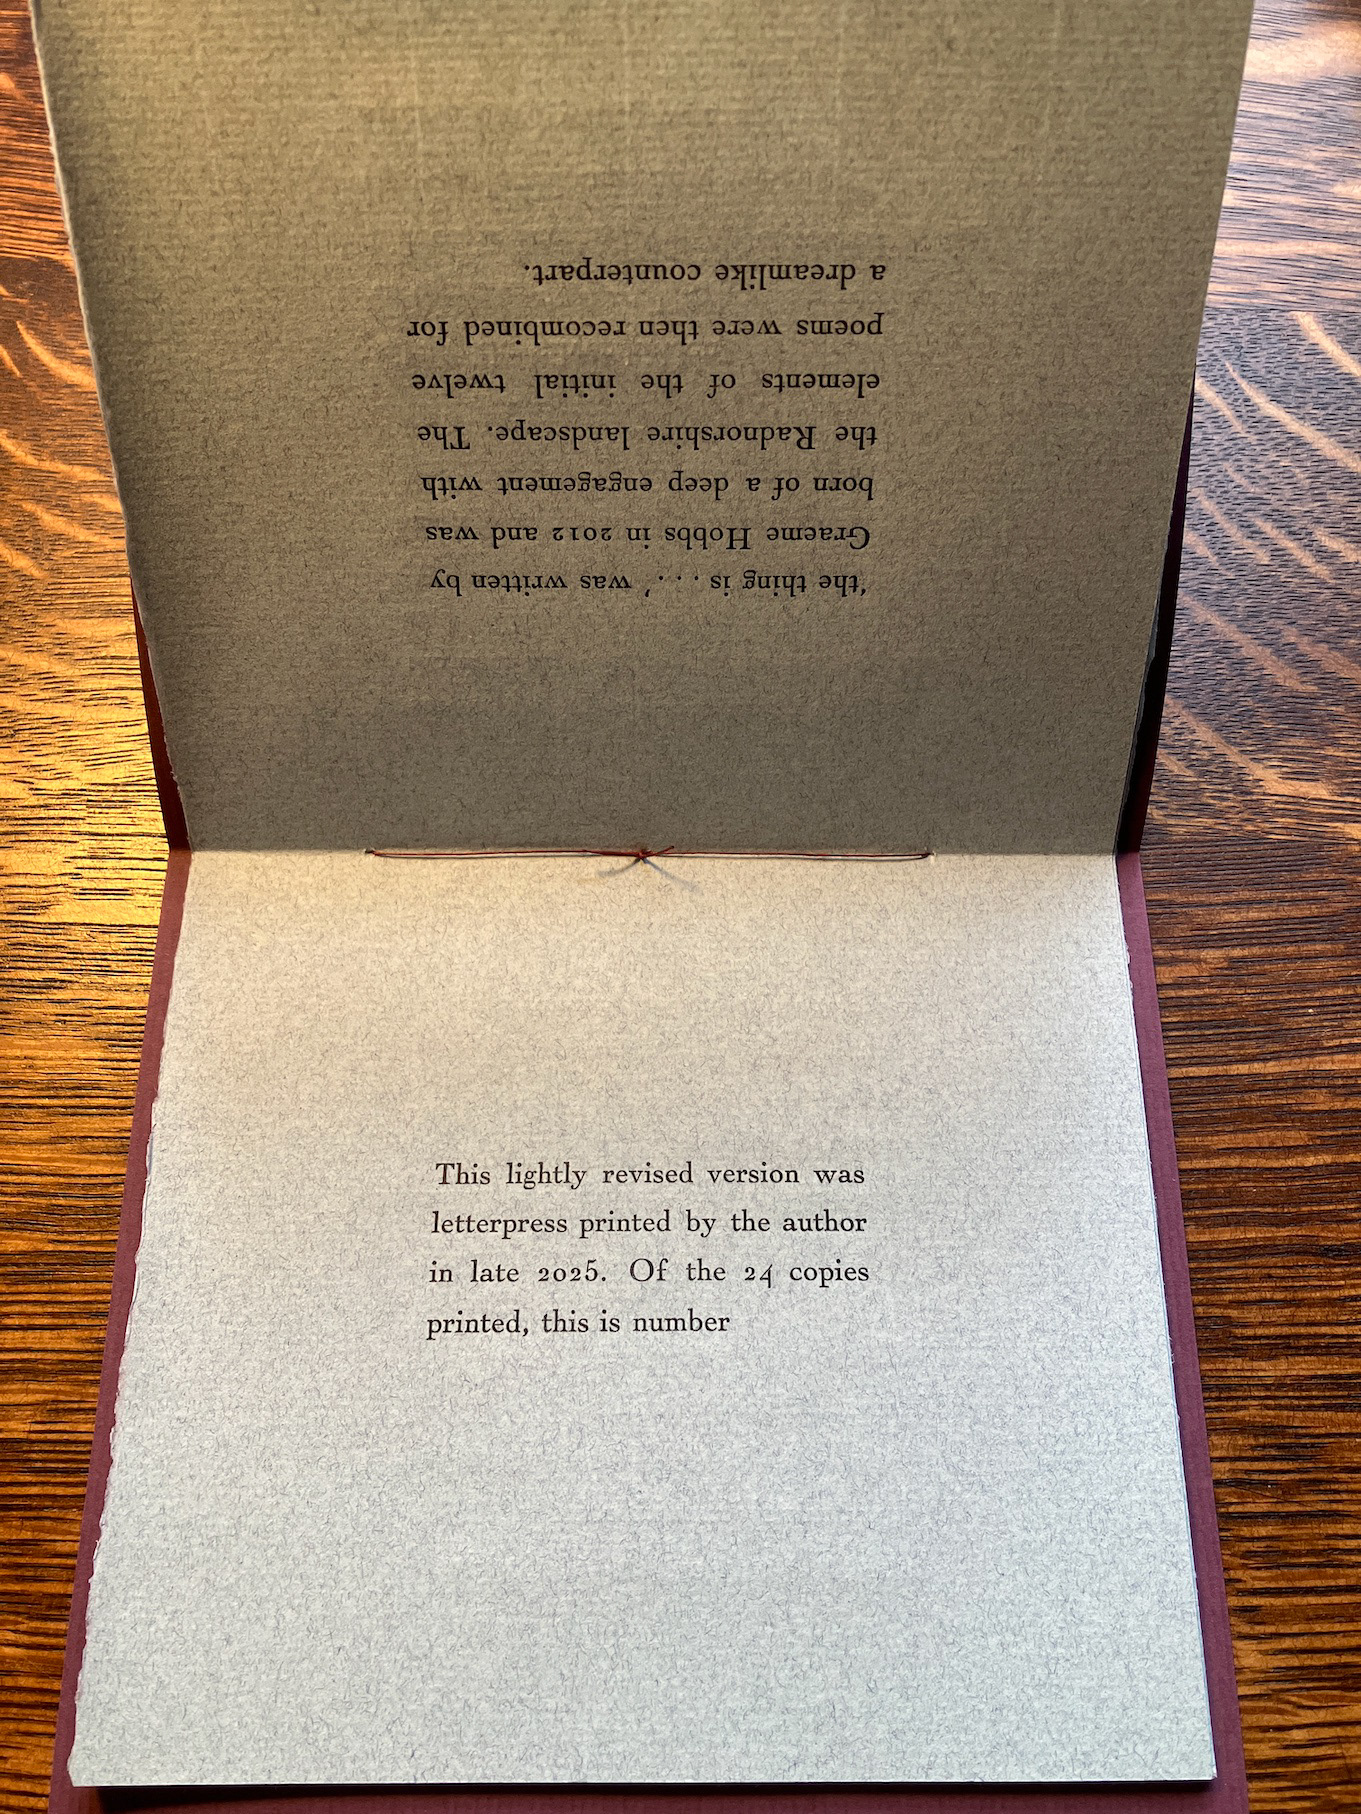 ‘the thing is . . . .’ was written by
Graeme Hobbs in 2012 and was
born of a deep engagement with
the Radnorshire landscape. The
elements of the initial twelve
poems were then recombined for
a dreamlike counterpart.
This lightly revised version was
letterpress printed by the author
in late 2025. Of the 24 copies
printed, this is number